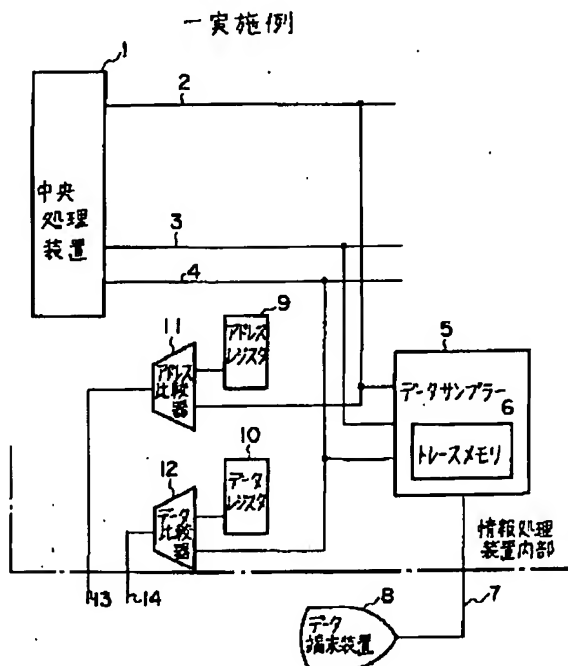 一実施例
1
2
中央
処理
装置
3
4
9
アドレス
レジスタ
11
アドレス
比較
器
5
データサンプラー
6
トレースメモリ
10
データ
レジスタ
12
データ
比較
器
情報処理
装置内部
13
14
7
8
データ
端末装置